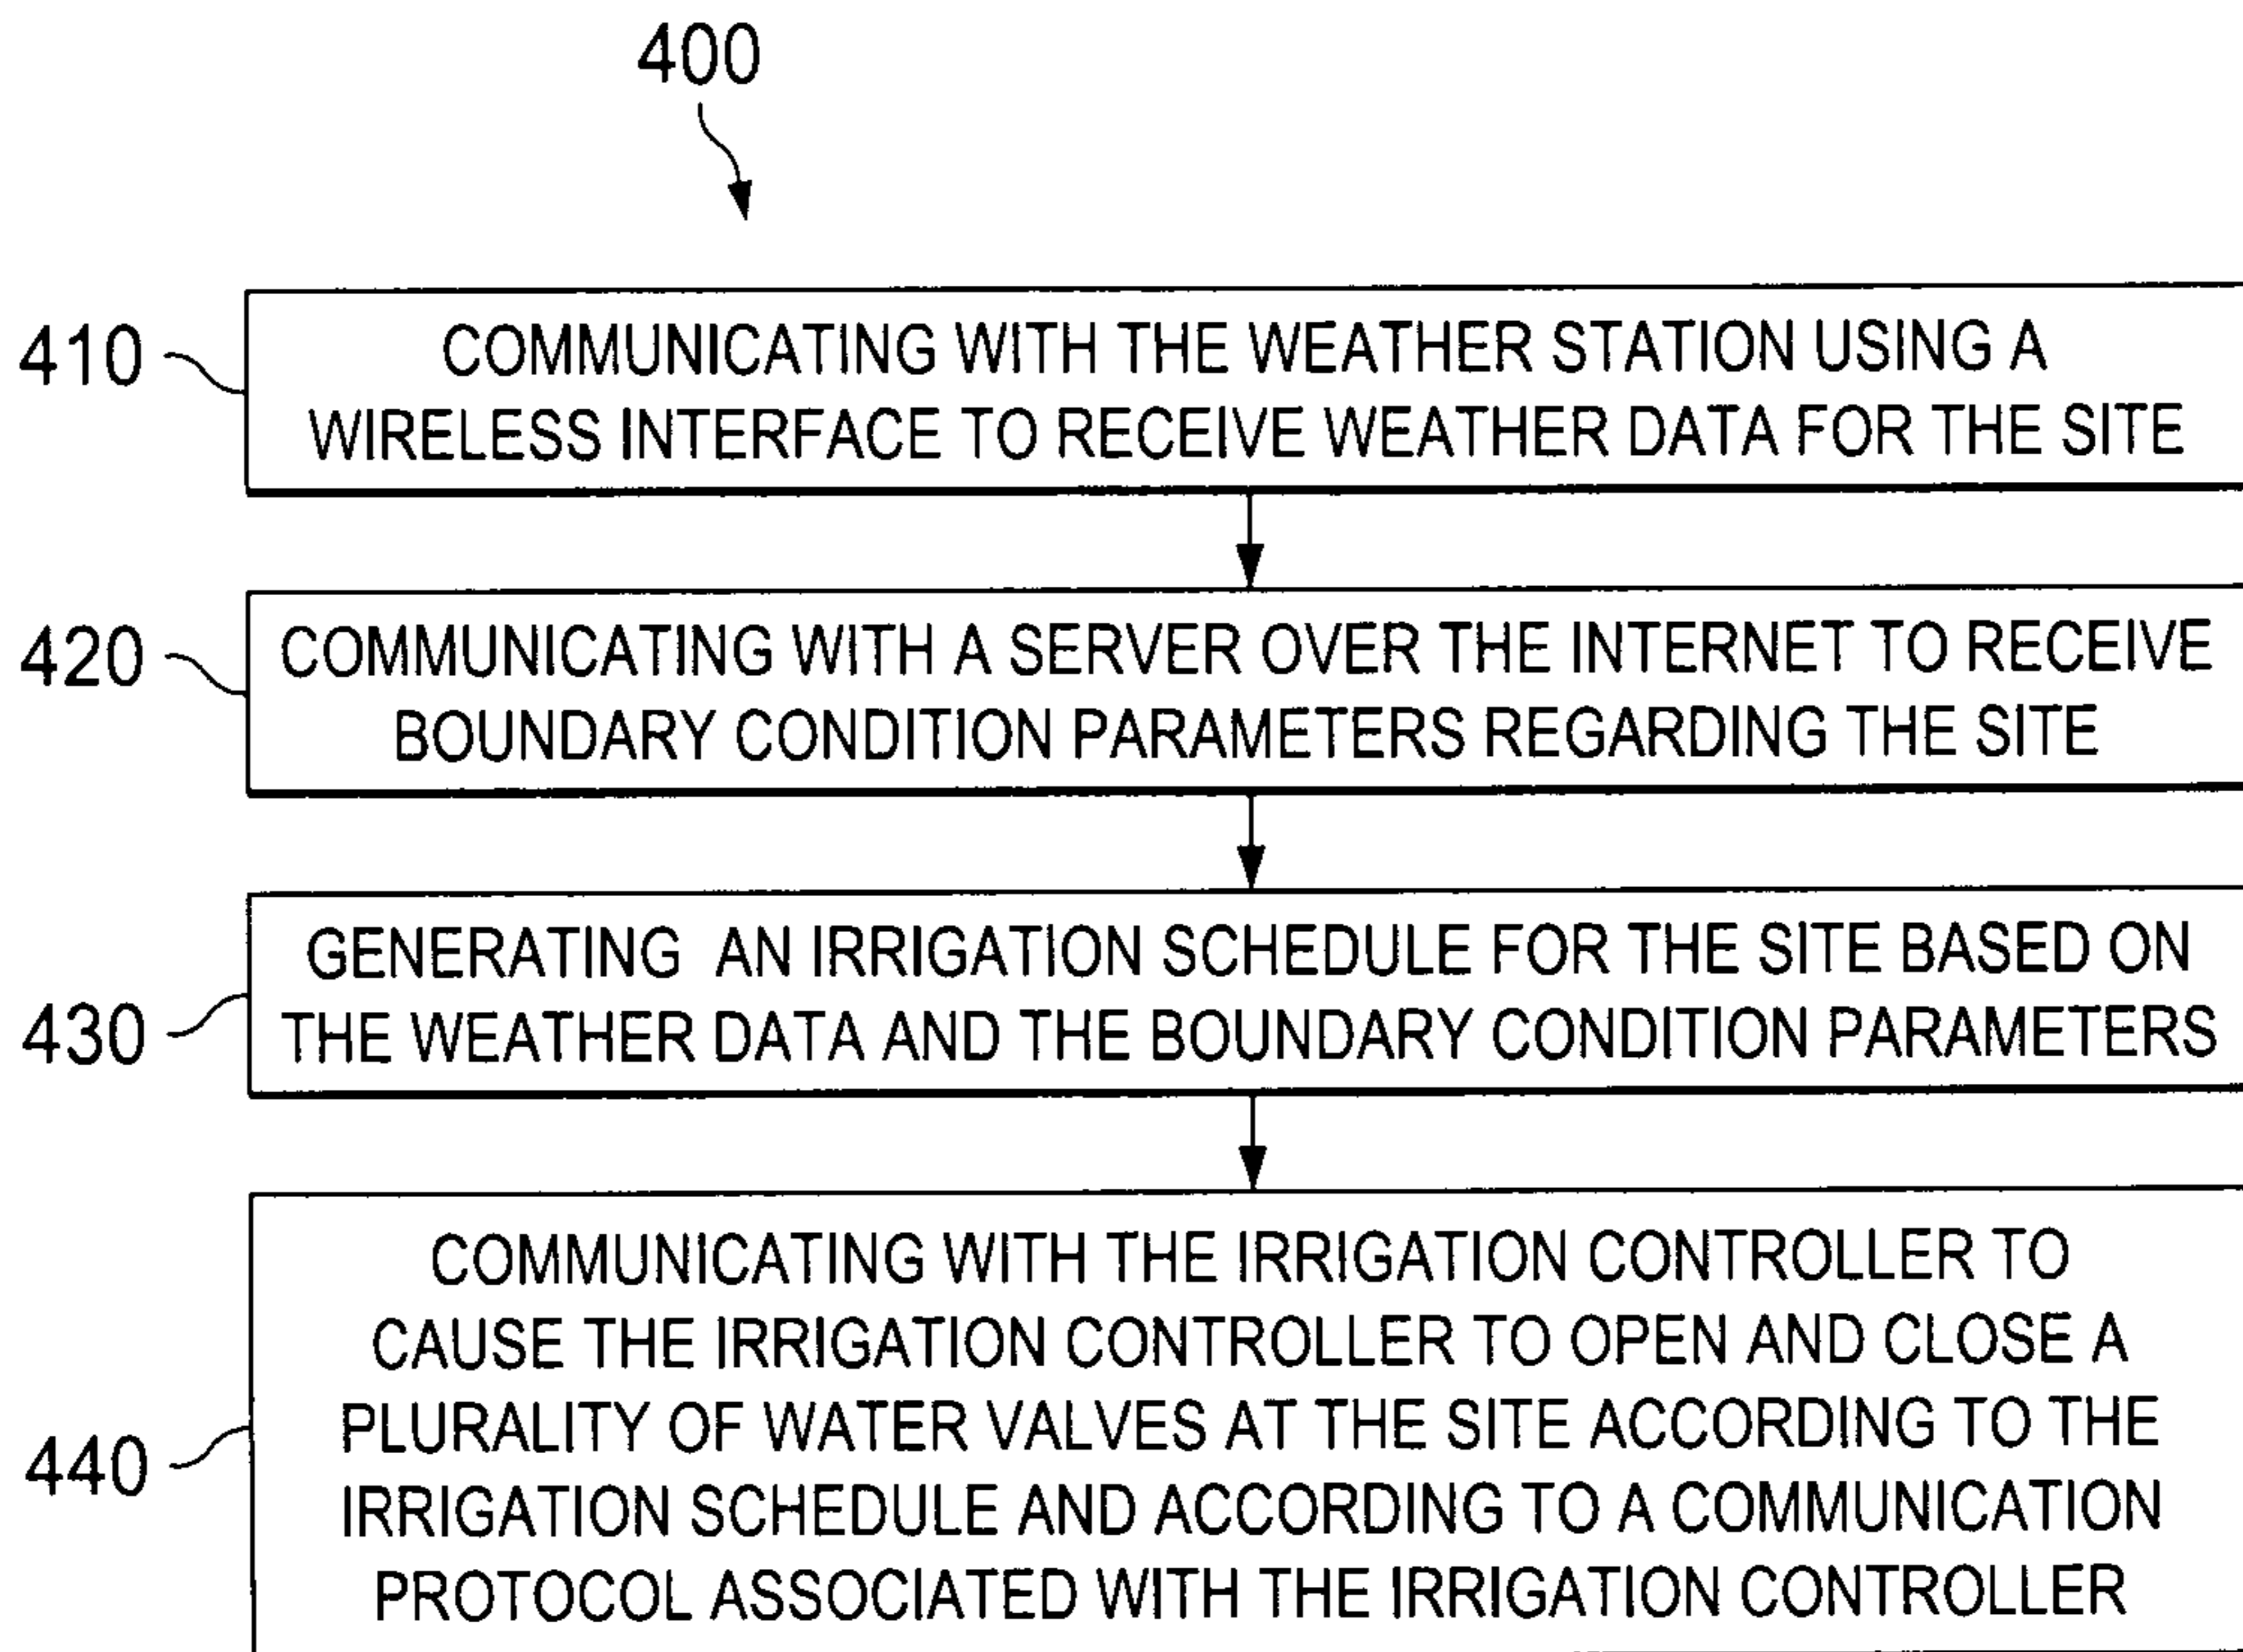 400
410
COMMUNICATING WITH THE WEATHER STATION USING A
WIRELESS INTERFACE TO RECEIVE WEATHER DATA FOR THE SITE
420
COMMUNICATING WITH A SERVER OVER THE INTERNET TO RECEIVE
BOUNDARY CONDITION PARAMETERS REGARDING THE SITE
430
GENERATING AN IRRIGATION SCHEDULE FOR THE SITE BASED ON
THE WEATHER DATA AND THE BOUNDARY CONDITION PARAMETERS
440
COMMUNICATING WITH THE IRRIGATION CONTROLLER TO
CAUSE THE IRRIGATION CONTROLLER TO OPEN AND CLOSE A
PLURALITY OF WATER VALVES AT THE SITE ACCORDING TO THE
IRRIGATION SCHEDULE AND ACCORDING TO A COMMUNICATION
PROTOCOL ASSOCIATED WITH THE IRRIGATION CONTROLLER